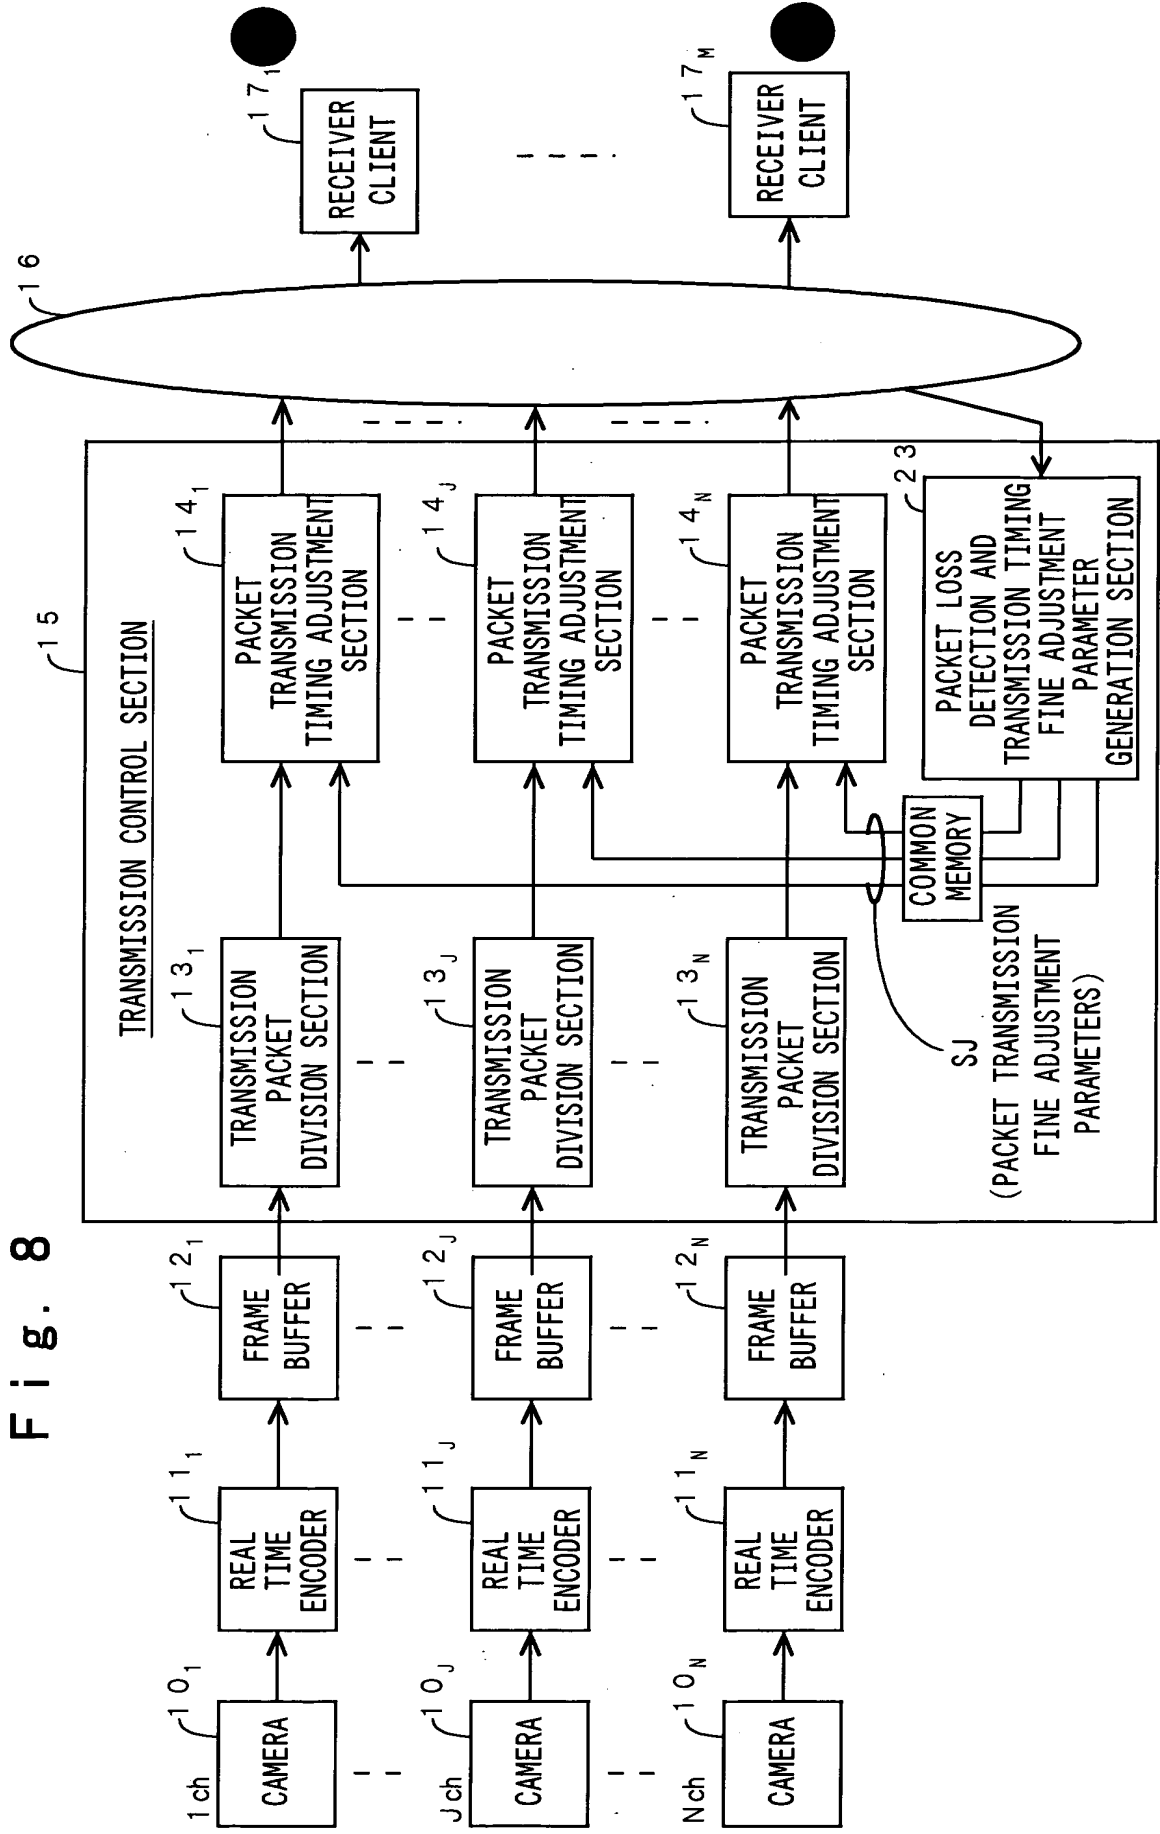 Fig. 8
15
TRANSMISSION CONTROL SECTION
16
1ch
10₁
CAMERA
11₁
REAL
TIME
ENCODER
12₁
FRAME
BUFFER
13₁
TRANSMISSION
PACKET
DIVISION SECTION
14₁
PACKET
TRANSMISSION
TIMING ADJUSTMENT
SECTION
17₁
RECEIVER
CLIENT
Jch
10J
CAMERA
11J
REAL
TIME
ENCODER
12J
FRAME
BUFFER
13J
TRANSMISSION
PACKET
DIVISION SECTION
14J
PACKET
TRANSMISSION
TIMING ADJUSTMENT
SECTION
Nch
10N
CAMERA
11N
REAL
TIME
ENCODER
12N
FRAME
BUFFER
13N
TRANSMISSION
PACKET
DIVISION SECTION
14N
PACKET
TRANSMISSION
TIMING ADJUSTMENT
SECTION
17M
RECEIVER
CLIENT
SJ
(PACKET TRANSMISSION
FINE ADJUSTMENT
PARAMETERS)
COMMON
MEMORY
23
PACKET LOSS
DETECTION AND
TRANSMISSION TIMING
FINE ADJUSTMENT
PARAMETER
GENERATION SECTION